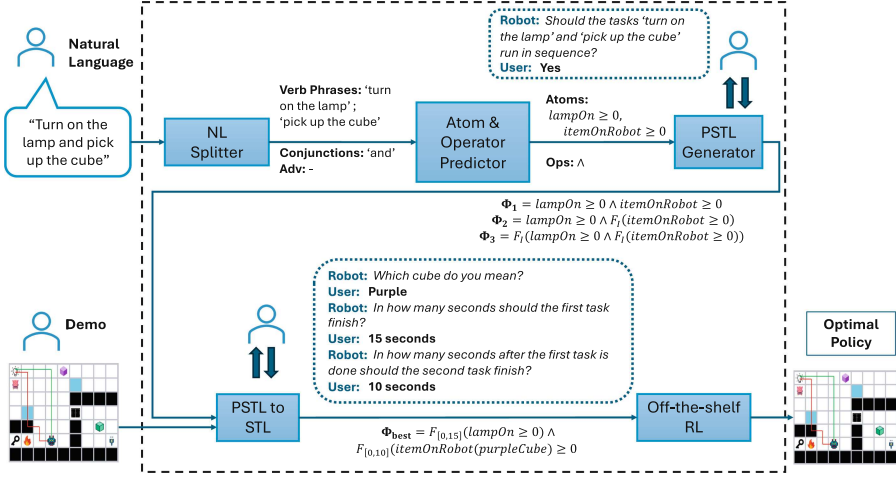 Natural
Language
"Turn on the
lamp and pick
up the cube"
NL
Splitter
Verb Phrases: 'turn
on the lamp' ;
'pick up the cube'
Conjunctions: 'and'
Adv: -
Atom &
Operator
Predictor
Atoms:
lampOn ≥ 0,
itemOnRobot ≥ 0
Ops: ∧
Robot: Should the tasks 'turn on
the lamp' and 'pick up the cube'
run in sequence?
User: Yes
PSTL
Generator
Φ₁ = lampOn ≥ 0 ∧ itemOnRobot ≥ 0
Φ₂ = lampOn ≥ 0 ∧ F_I(itemOnRobot ≥ 0)
Φ₃ = F_I(lampOn ≥ 0 ∧ F_I(itemOnRobot ≥ 0))
Demo
Robot: Which cube do you mean?
User: Purple
Robot: In how many seconds should the first task
finish?
User: 15 seconds
Robot: In how many seconds after the first task is
done should the second task finish?
User: 10 seconds
PSTL to
STL
Φ_best = F_[0,15](lampOn ≥ 0) ∧
F_[0,10](itemOnRobot(purpleCube) ≥ 0
Off-the-shelf
RL
Optimal
Policy